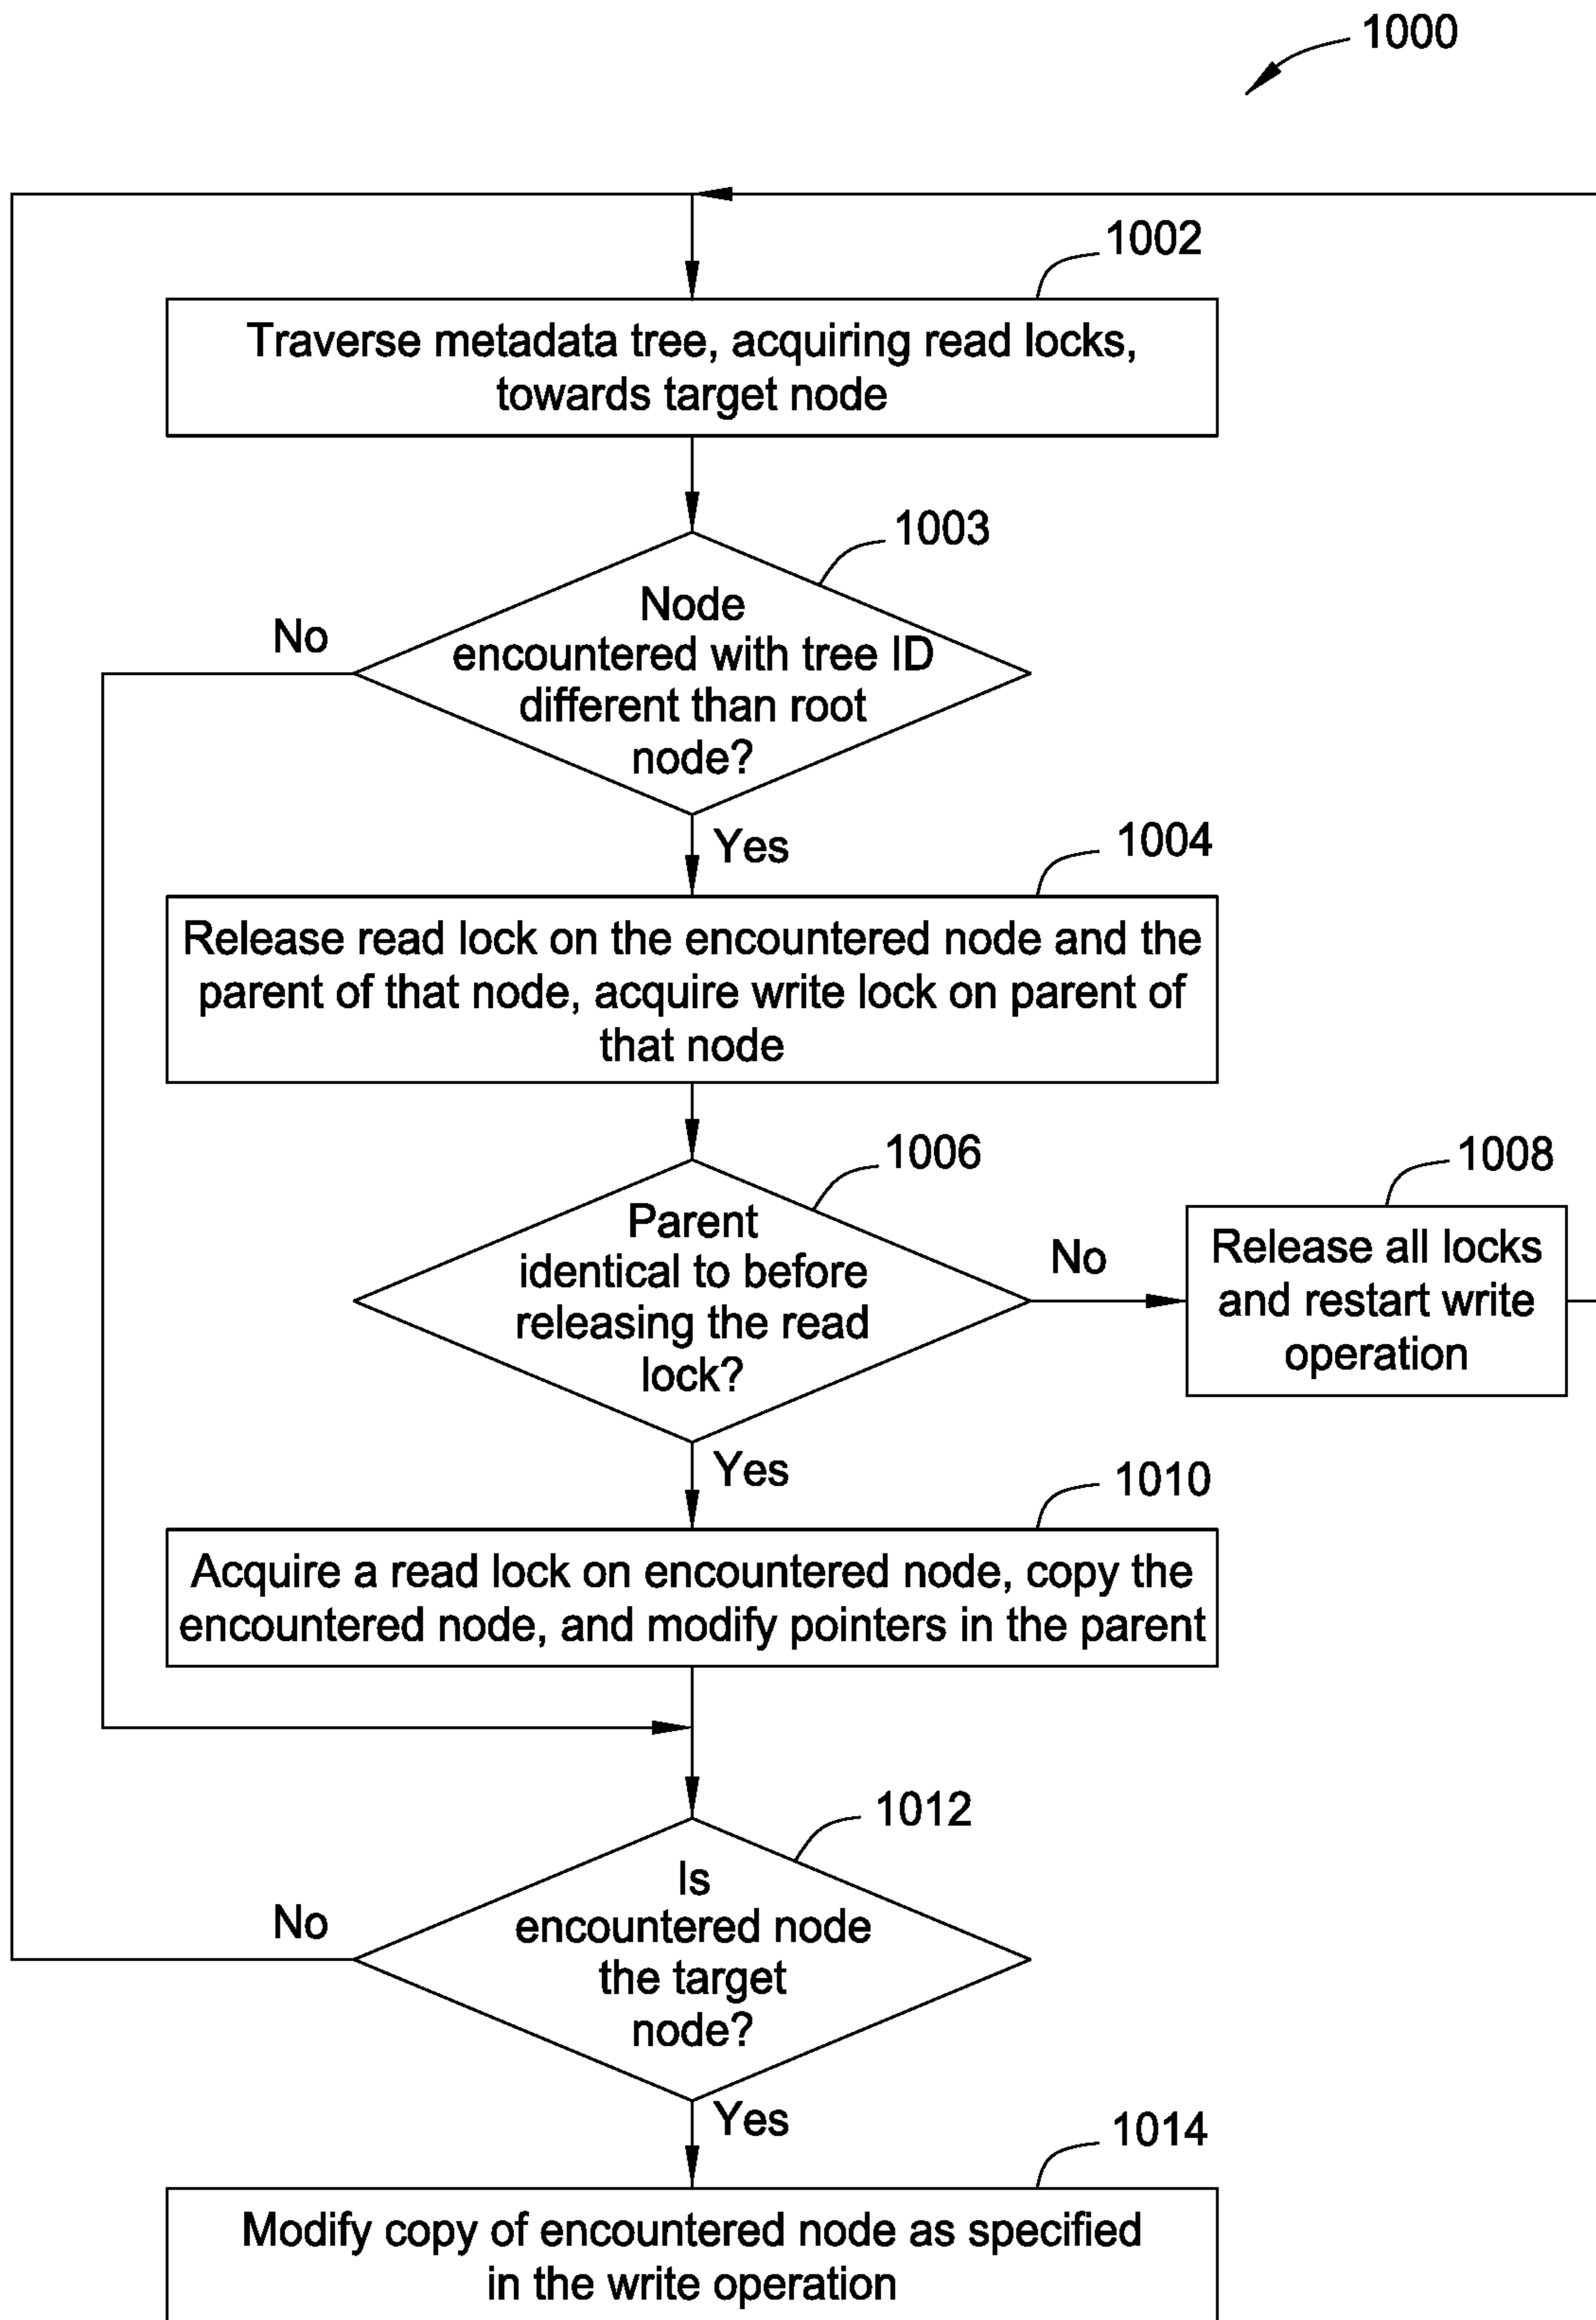 1000
1002
Traverse metadata tree, acquiring read locks,
towards target node
1003
Node
encountered with tree ID
different than root
node?
No
Yes
1004
Release read lock on the encountered node and the
parent of that node, acquire write lock on parent of
that node
1006
Parent
identical to before
releasing the read
lock?
No
1008
Release all locks
and restart write
operation
Yes
1010
Acquire a read lock on encountered node, copy the
encountered node, and modify pointers in the parent
1012
Is
encountered node
the target
node?
No
Yes
1014
Modify copy of encountered node as specified
in the write operation